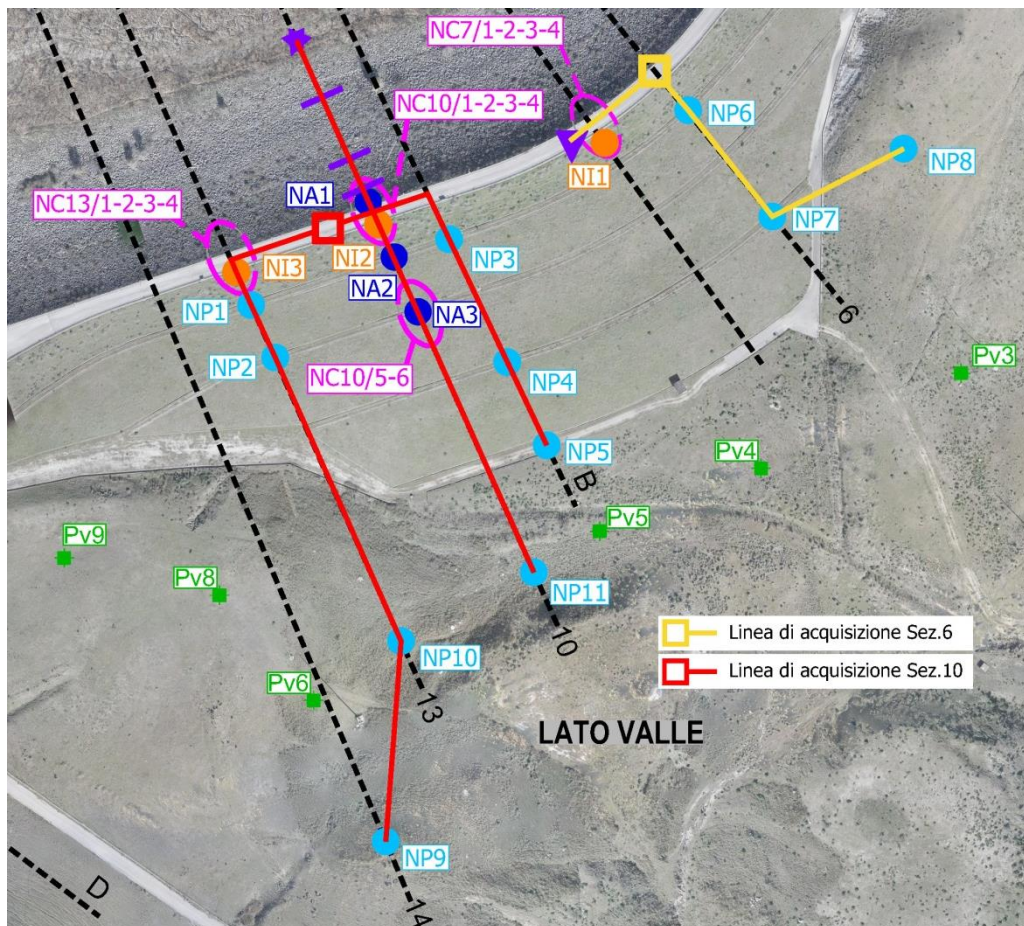 NC7/1-2-3-4
NC10/1-2-3-4
NP6
NP8
NI1
NA1
NC13/1-2-3-4
NP7
NI3
NI2
NP3
NA2
NP1
6
NA3
NP2
NC10/5-6
NP4
Pv3
NP5
Pv4
B
Pv5
Pv9
Pv8
NP11
10
Linea di acquisizione Sez.6
Linea di acquisizione Sez.10
NP10
Pv6
13
LATO VALLE
NP9
D
14